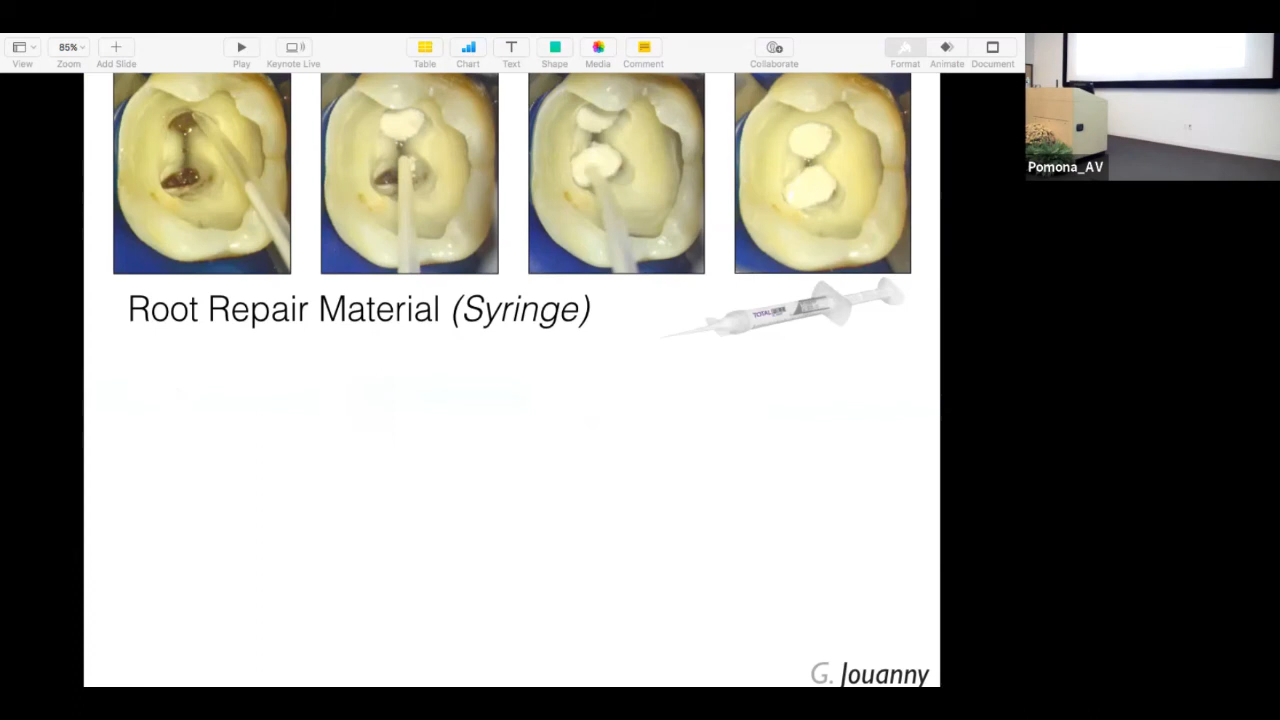 85%
View
Zoom
Add Slide
Play
Keynote Live
Table
Chart
Text
Shape
Media
Comment
Collaborate
Format
Animate
Document
Pomona_AV
Root Repair Material (Syringe)
TOTAL
G. Jouanny